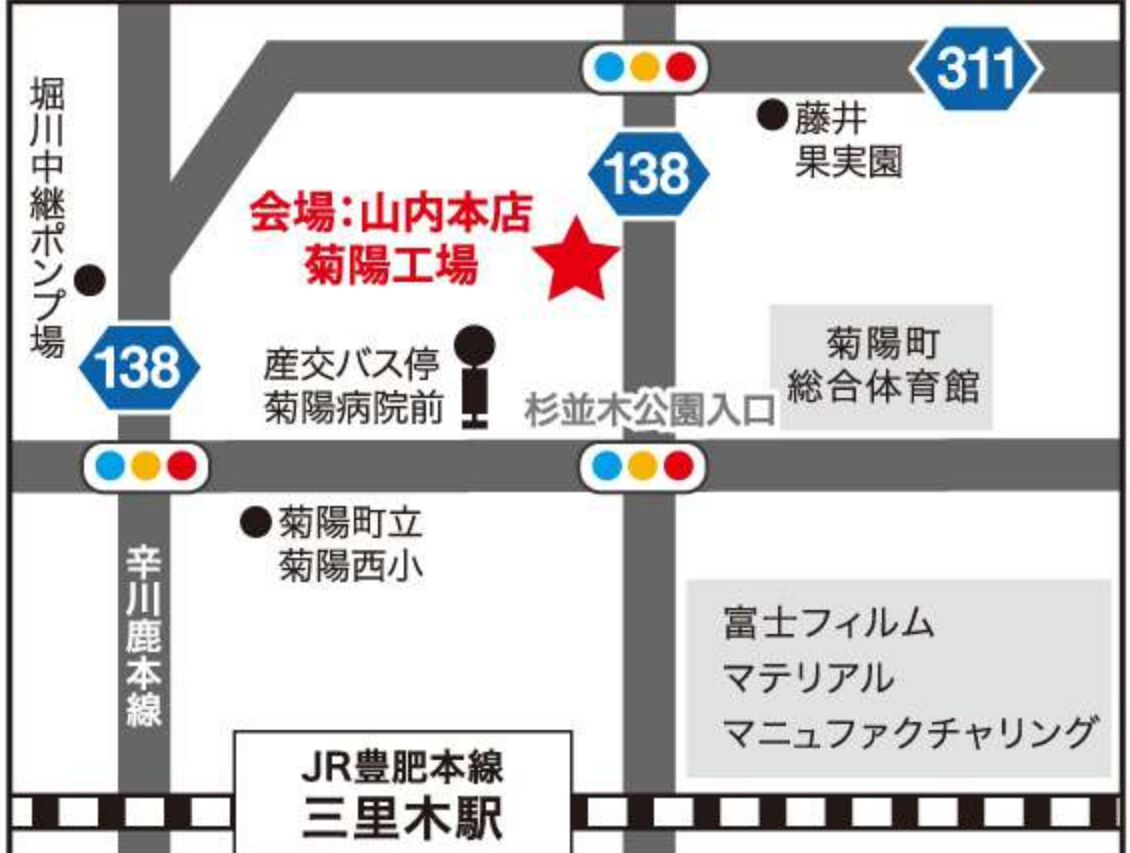 311
堀川中継ポンプ場
藤井
果実園
138
会場：山内本店
菊陽工場
138
産交バス停
菊陽病院前
杉並木公園入口
菊陽町
総合体育館
菊陽町立
菊陽西小
辛川鹿本線
富士フィルム
マテリアル
マニュファクチャリング
JR豊肥本線
三里木駅